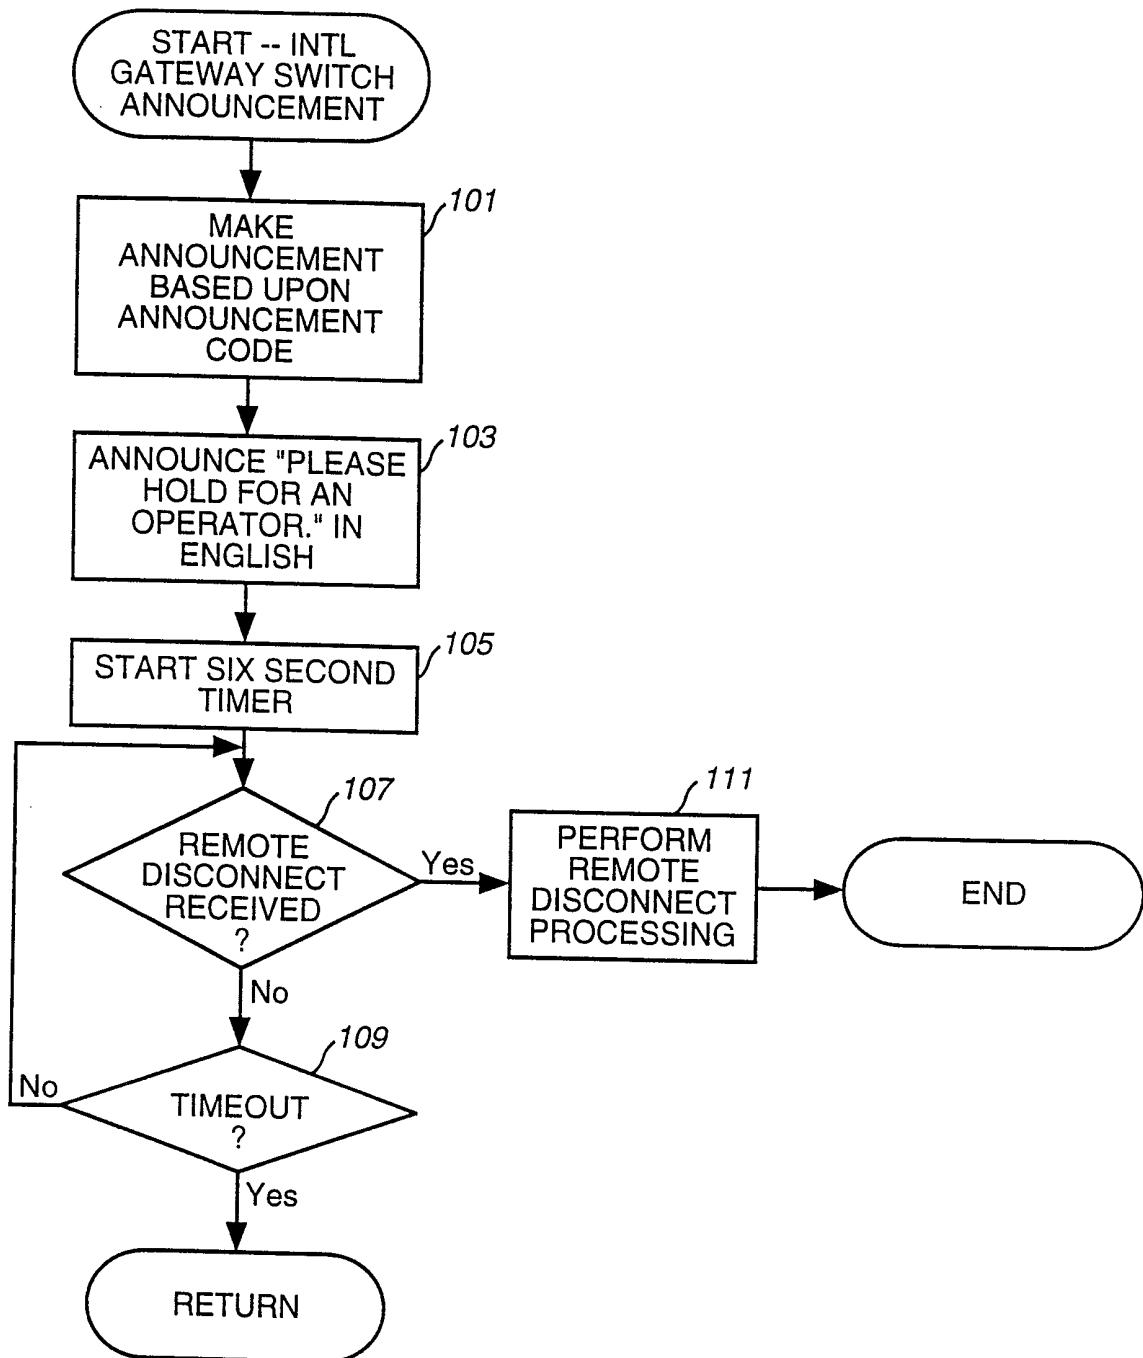 START -- INTL
GATEWAY SWITCH
ANNOUNCEMENT
101
MAKE
ANNOUNCEMENT
BASED UPON
ANNOUNCEMENT
CODE
103
ANNOUNCE "PLEASE
HOLD FOR AN
OPERATOR." IN
ENGLISH
105
START SIX SECOND
TIMER
107
REMOTE
DISCONNECT
RECEIVED
?
Yes
111
PERFORM
REMOTE
DISCONNECT
PROCESSING
END
No
109
TIMEOUT
?
No
Yes
RETURN